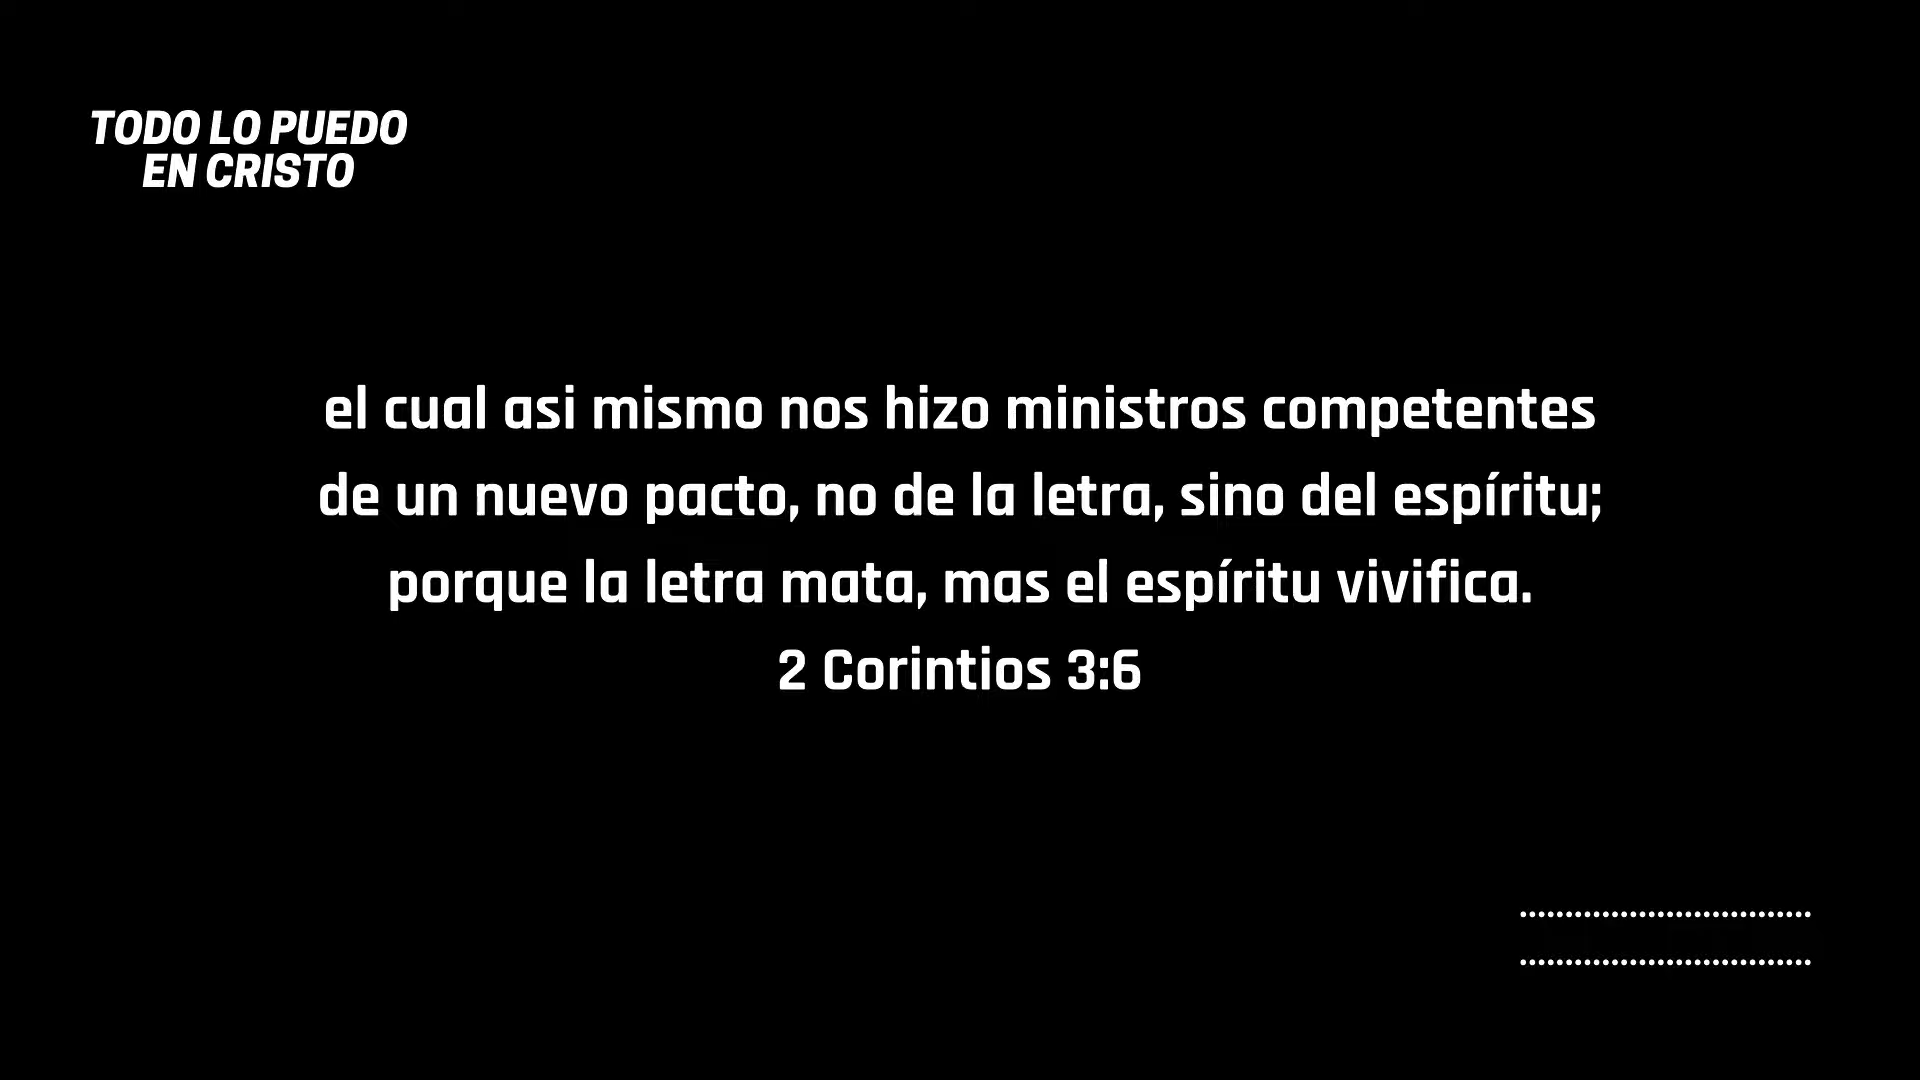 TODO LO PUEDO
EN CRISTO
el cual asi mismo nos hizo ministros competentes
de un nuevo pacto, no de la letra, sino del espíritu;
porque la letra mata, mas el espíritu vivifica.
2 Corintios 3:6